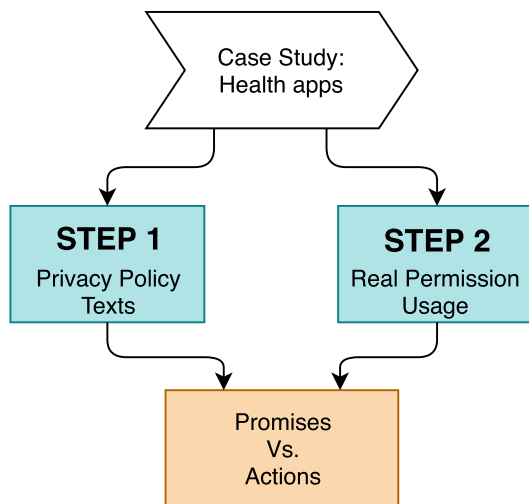 Case Study:
Health apps
STEP 1
Privacy Policy
Texts
STEP 2
Real Permission
Usage
Promises
Vs.
Actions